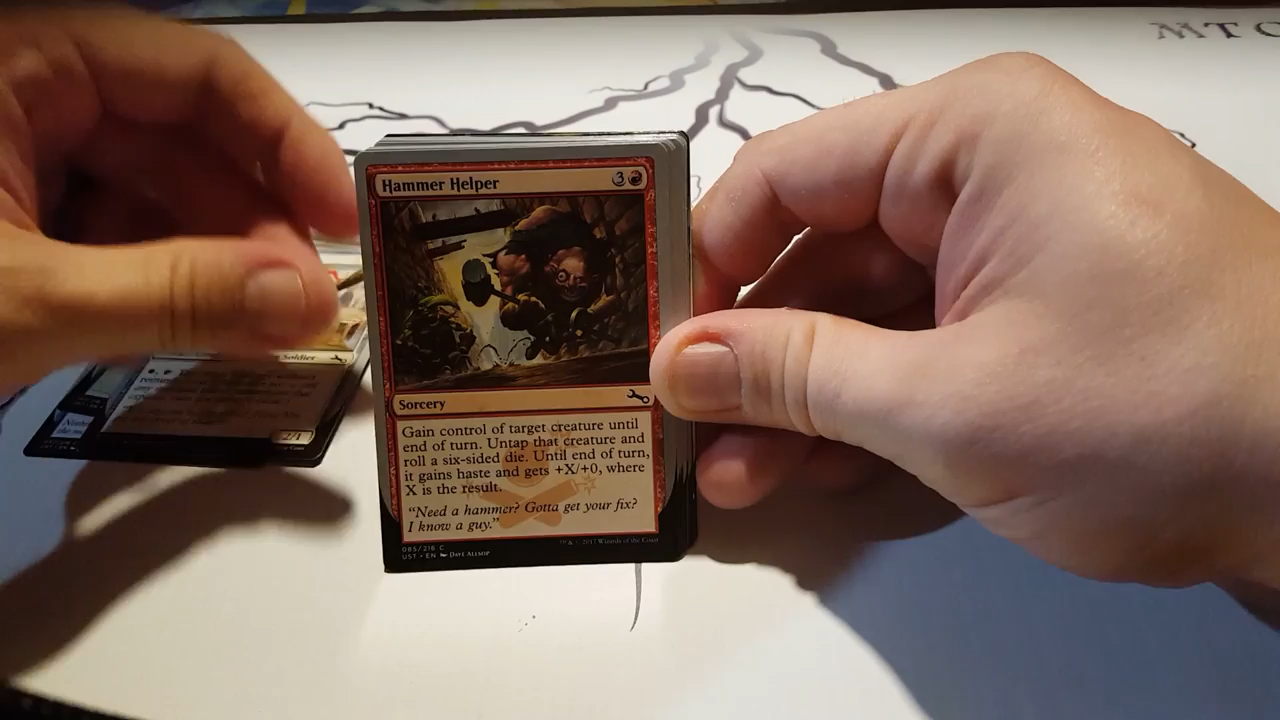 MTG
Hammer Helper
3
Sorcery
Gain control of target creature until
end of turn. Untap that creature and
roll a six-sided die. Until end of turn,
it gains haste and gets +X/+0, where
X is the result.
“Need a hammer? Gotta get your fix?
I know a guy.”
085/216 C
UST • EN DAVE ALLSOP
™ & © 2017 Wizards of the Coast
Soldier
2/1